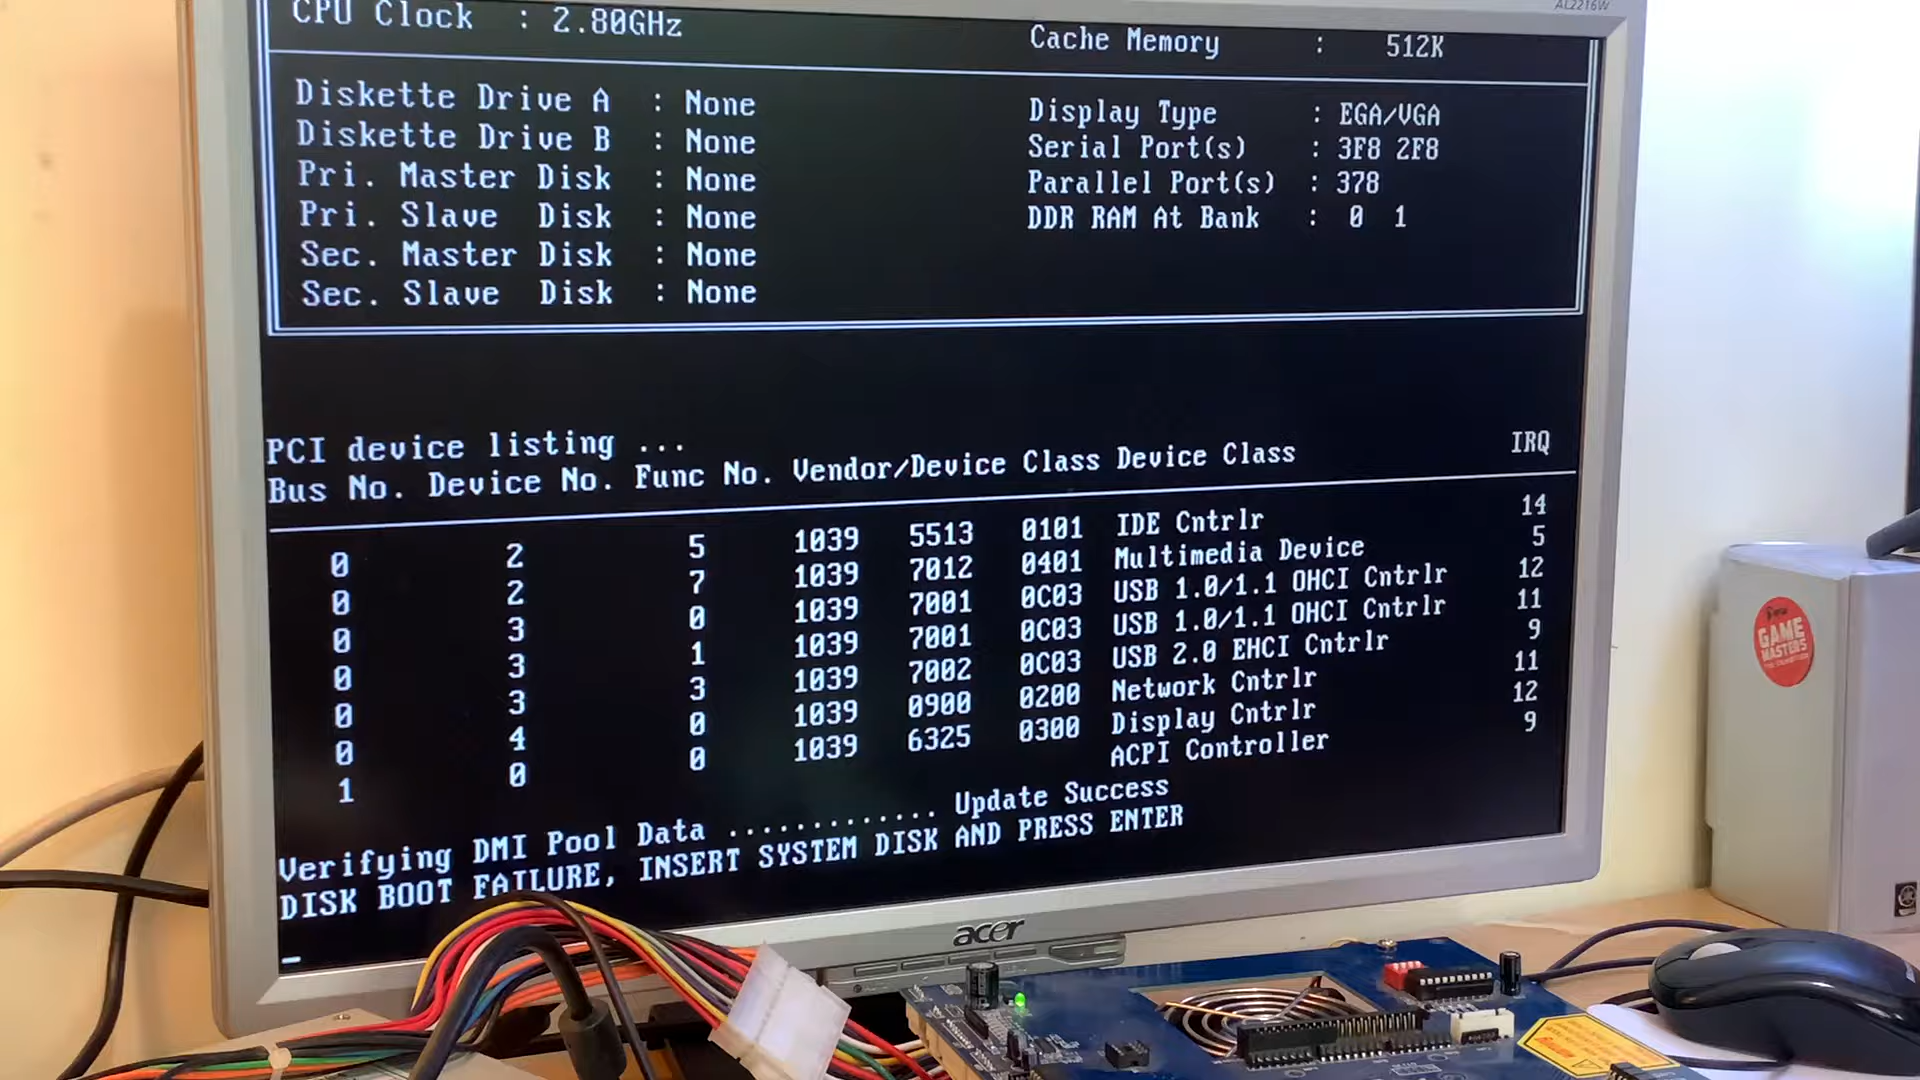 AL2216W
CPU Clock : 2.80GHz
Cache Memory : 512K
Diskette Drive A : None
Diskette Drive B : None
Pri. Master Disk : None
Pri. Slave Disk : None
Sec. Master Disk : None
Sec. Slave Disk : None
Display Type : EGA/VGA
Serial Port(s) : 3F8 2F8
Parallel Port(s) : 378
DDR RAM At Bank : 0 1
PCI device listing ...
Bus No. Device No. Func No. Vendor/Device Class Device Class IRQ
0 2 5 1039 5513 0101 IDE Cntrlr 14
0 2 7 1039 7012 0401 Multimedia Device 5
0 3 0 1039 7001 0C03 USB 1.0/1.1 OHCI Cntrlr 12
0 3 1 1039 7001 0C03 USB 1.0/1.1 OHCI Cntrlr 11
0 3 3 1039 7002 0C03 USB 2.0 EHCI Cntrlr 9
0 4 0 1039 0900 0200 Network Cntrlr 11
1 0 0 1039 6325 0300 Display Cntrlr 12
ACPI Controller 9
Verifying DMI Pool Data ............. Update Success
DISK BOOT FAILURE, INSERT SYSTEM DISK AND PRESS ENTER
acer
GAME
MASTERS